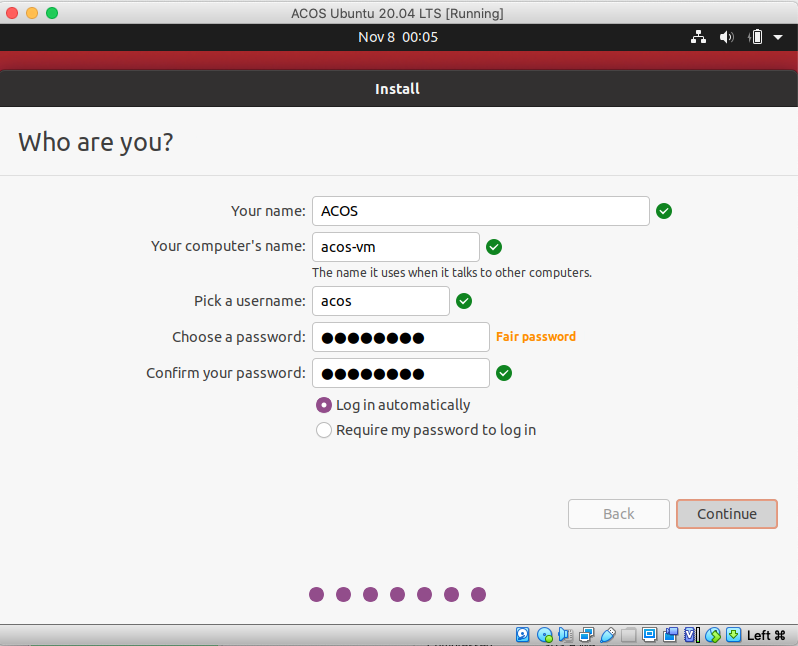 ACOS Ubuntu 20.04 LTS [Running]
Nov 8 00:05
Install
Who are you?
Your name: ACOS
Your computer's name: acos-vm
The name it uses when it talks to other computers.
Pick a username: acos
Choose a password: ●●●●●●●● Fair password
Confirm your password: ●●●●●●●●
Log in automatically
Require my password to log in
Back Continue
Left ⌘